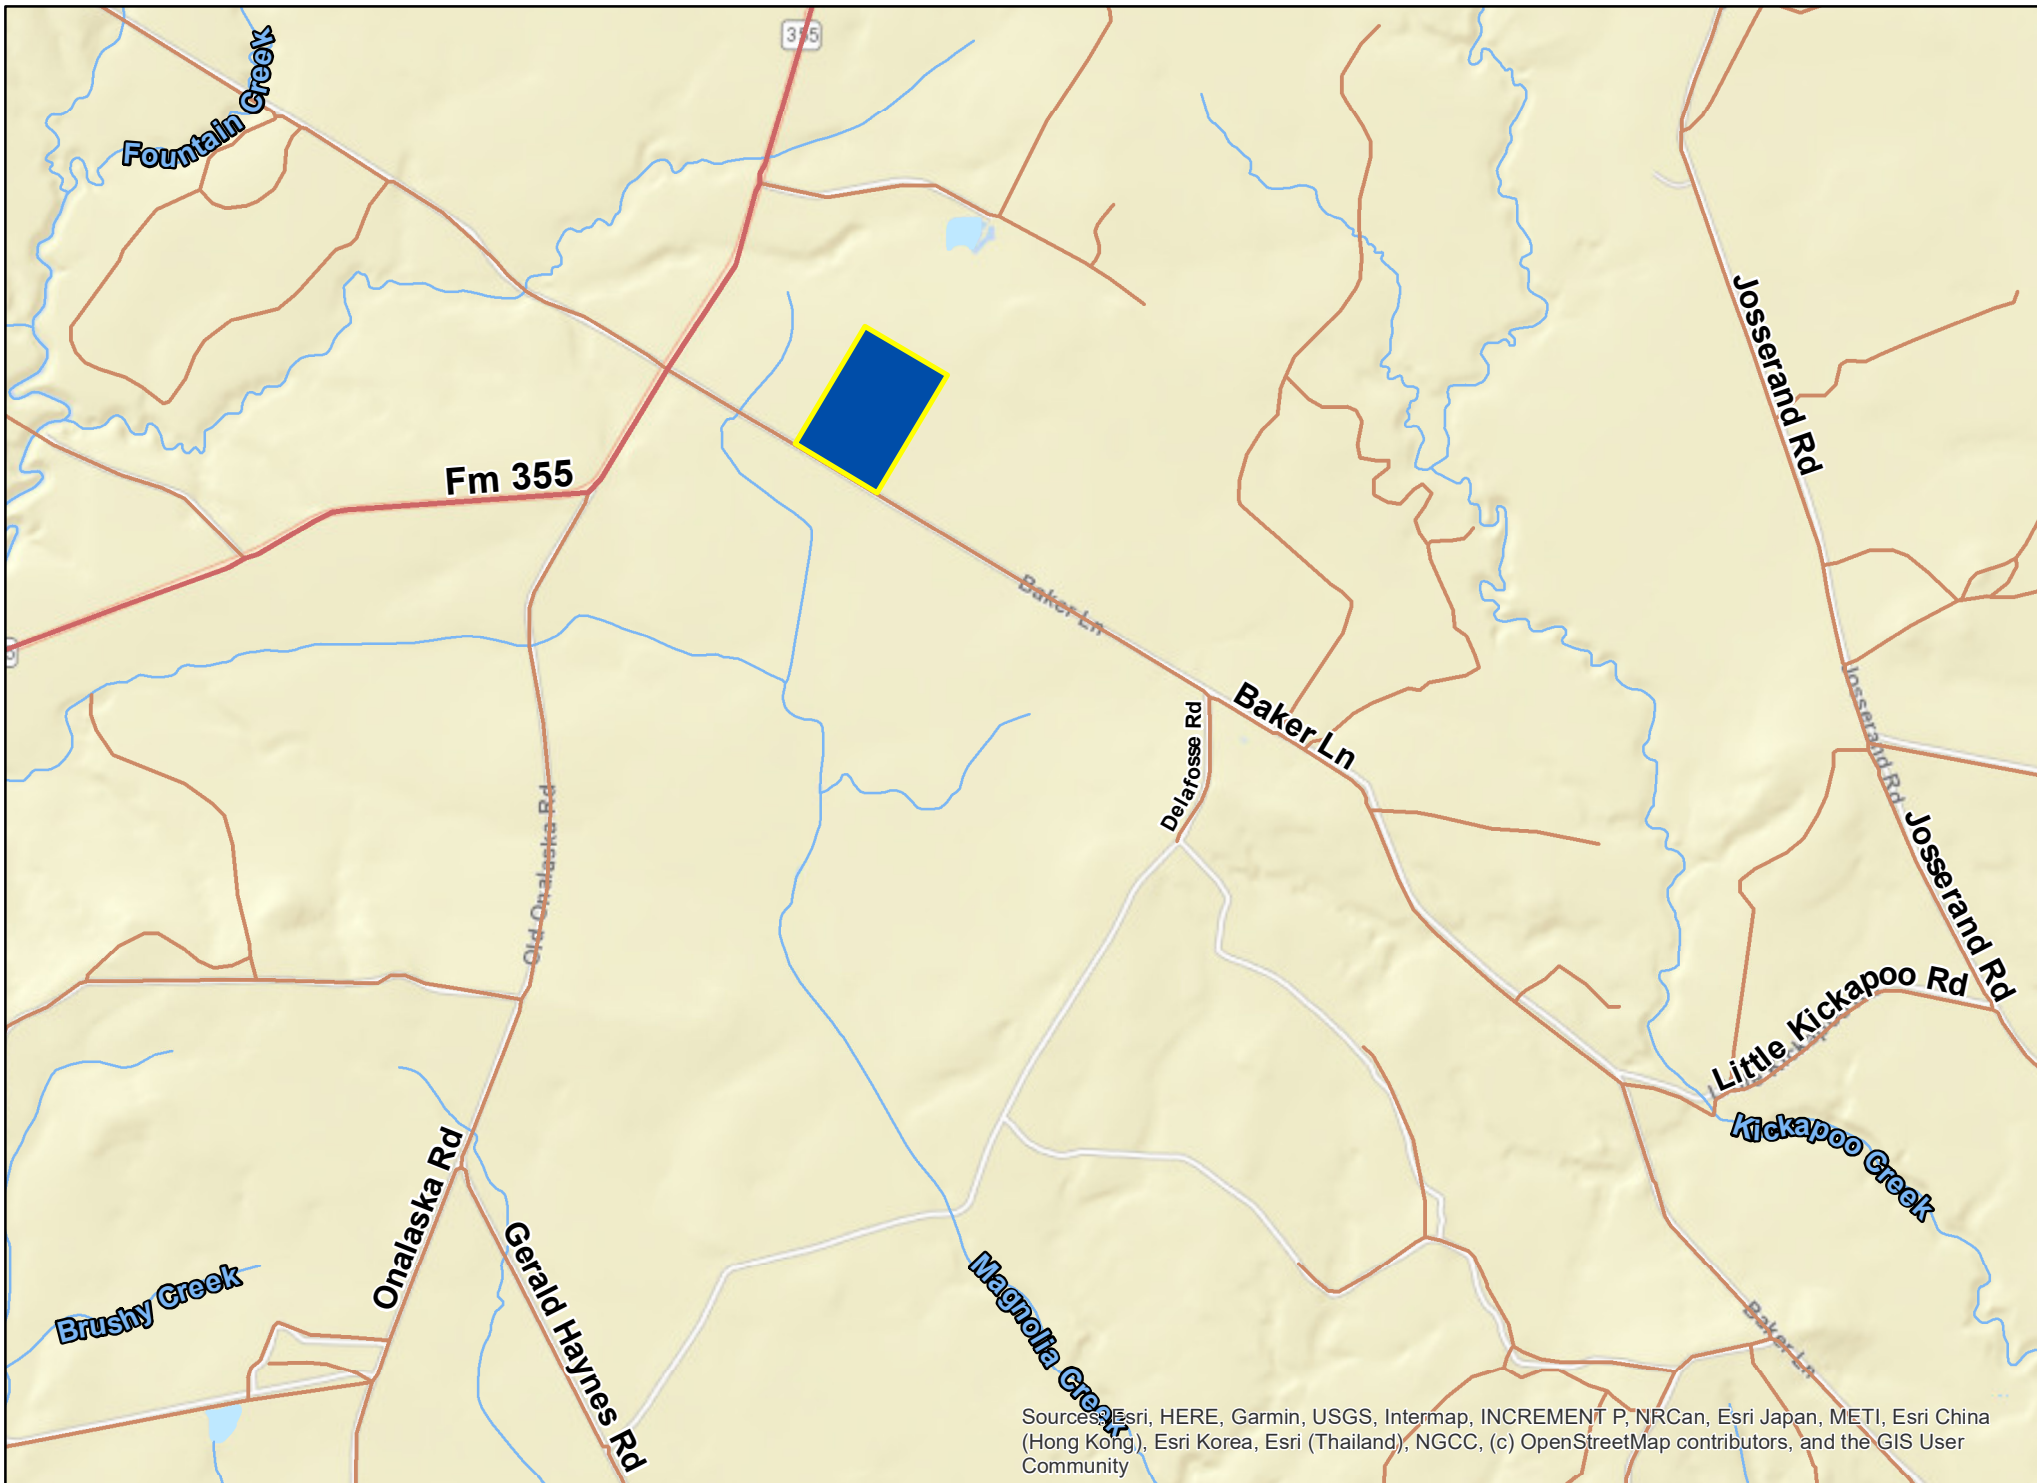 355
Fountain Creek
Josserand Rd
Fm 355
Baker Ln
Josserand Rd
Baker Ln
Delafosse Rd
Old Onalaska Rd
Josserand Rd
Little Kickapoo Rd
Kickapoo Creek
Onalaska Rd
Gerald Haynes Rd
Brushy Creek
Magnolia Creek
Baker Ln
Sources: Esri, HERE, Garmin, USGS, Intermap, INCREMENT P, NRCan, Esri Japan, METI, Esri China
(Hong Kong), Esri Korea, Esri (Thailand), NGCC, (c) OpenStreetMap contributors, and the GIS User
Community